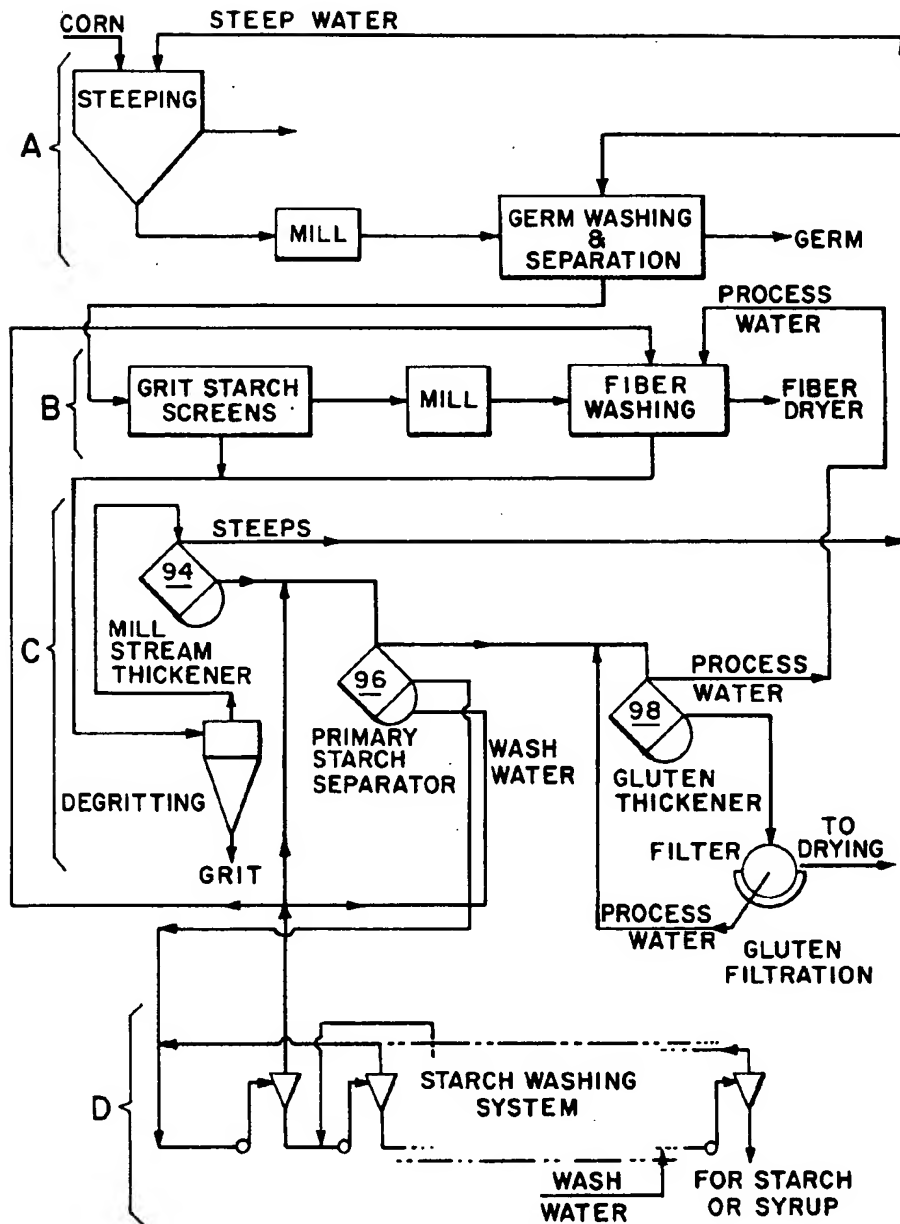 CORN
STEEP WATER
STEEPING
A
MILL
GERM WASHING
&
SEPARATION
GERM
PROCESS
WATER
B
GRIT STARCH
SCREENS
MILL
FIBER
WASHING
FIBER
DRYER
STEEPS
94
C
MILL
STREAM
THICKENER
96
PRIMARY
STARCH
SEPARATOR
WASH
WATER
PROCESS
WATER
98
GLUTEN
THICKENER
DEGRITTING
GRIT
FILTER
TO
DRYING
PROCESS
WATER
GLUTEN
FILTRATION
D
STARCH WASHING
SYSTEM
WASH
WATER
FOR STARCH
OR SYRUP